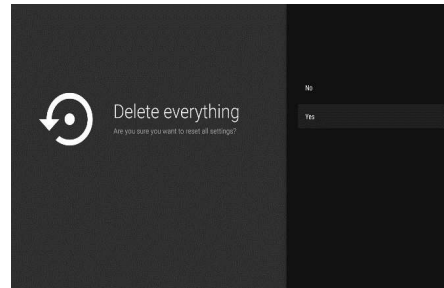 Delete everything
Are you sure you want to reset all settings?
No
Yes